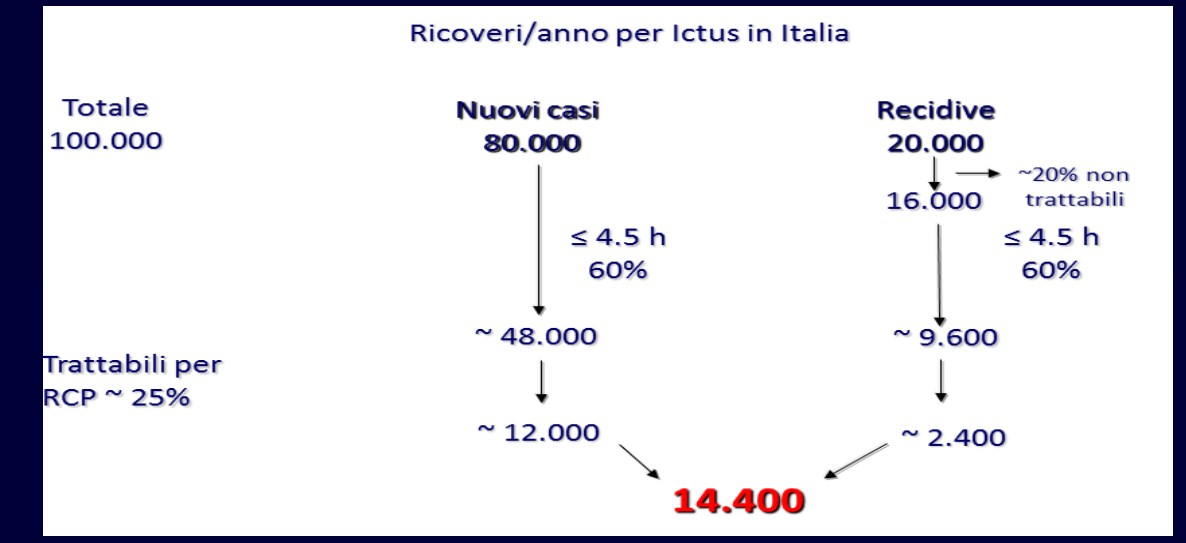 Ricoveri/anno per Ictus in Italia
Totale
100.000
Nuovi casi
80.000
Recidive
20.000
~20% non
trattabili
16.000
≤ 4.5 h
60%
≤ 4.5 h
60%
~ 48.000
~ 9.600
Trattabili per
RCP ~ 25%
~ 12.000
~ 2.400
14.400